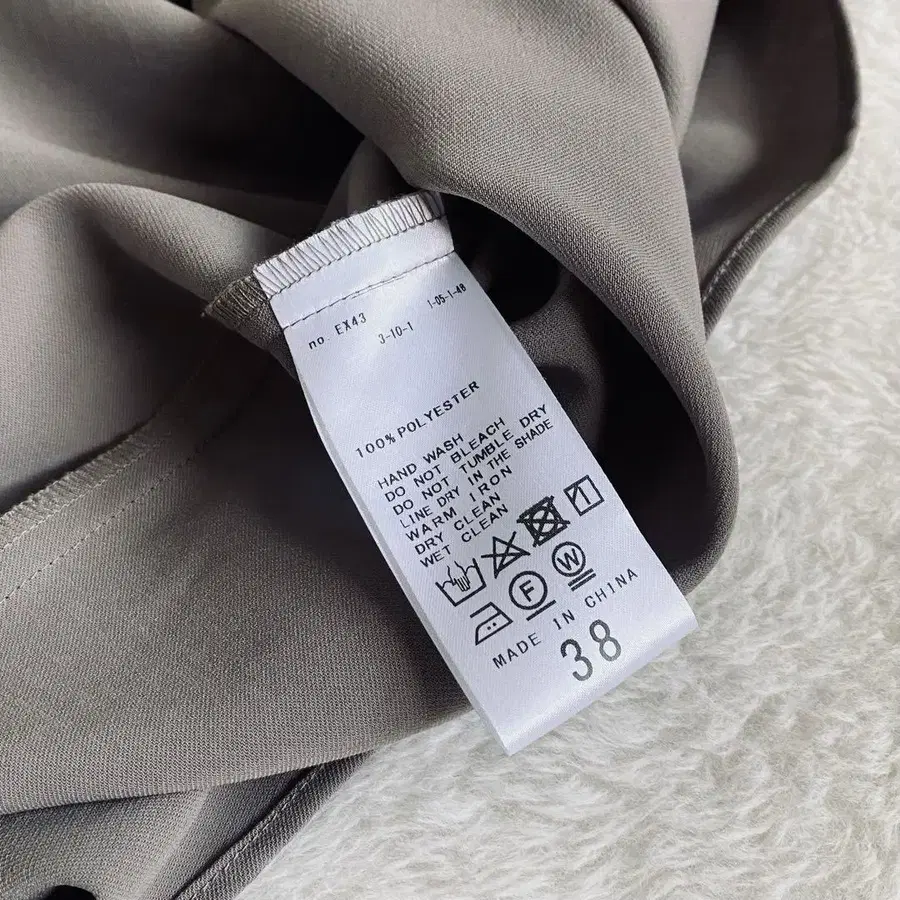 no. EX43
3-10-1
1-05-1-48
100% POLYESTER
HAND WASH
DO NOT BLEACH
DO NOT TUMBLE DRY
LINE DRY IN THE SHADE
WARM IRON
DRY CLEAN
WET CLEAN
F
W
MADE IN CHINA
38